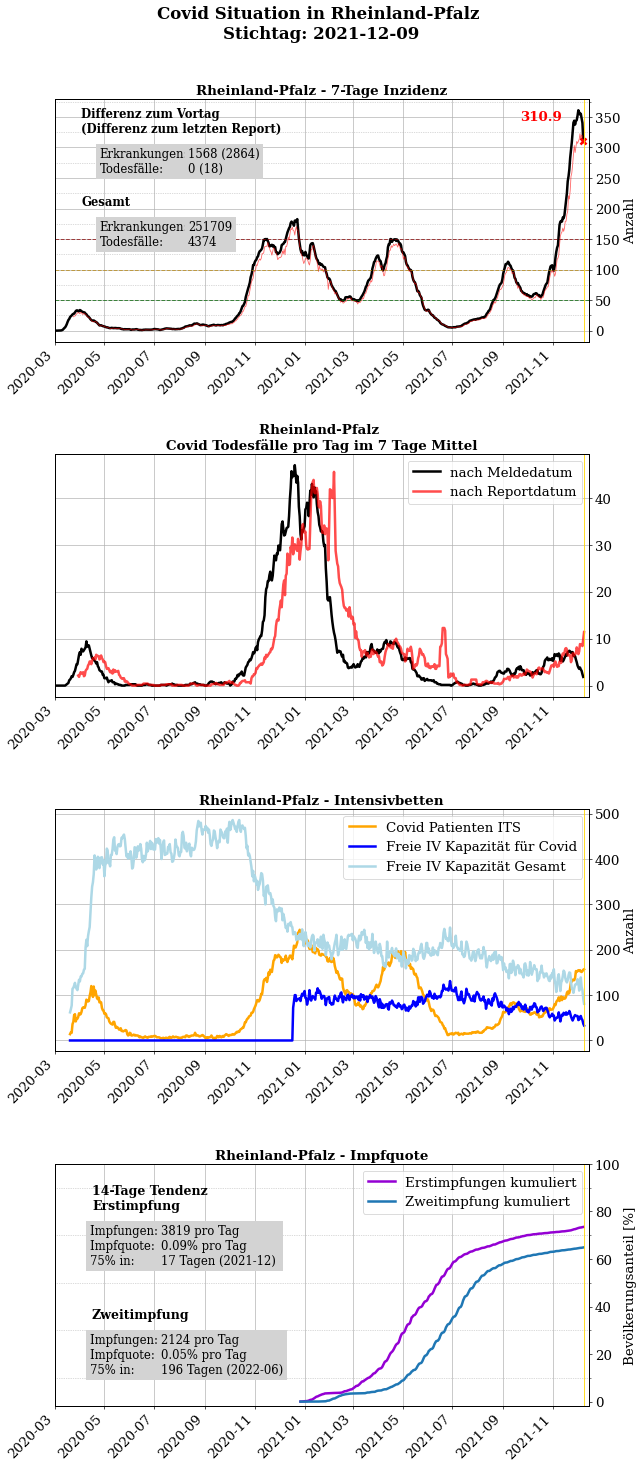 Covid Situation in Rheinland-Pfalz
Stichtag: 2021-12-09
Rheinland-Pfalz - 7-Tage Inzidenz
Differenz zum Vortag
(Differenz zum letzten Report)
Erkrankungen 1568 (2864)
Todesfälle: 0 (18)
Gesamt
Erkrankungen 251709
Todesfälle: 4374
310.9
350
300
250
200
150
100
50
0
Anzahl
2020-03
2020-05
2020-07
2020-09
2020-11
2021-01
2021-03
2021-05
2021-07
2021-09
2021-11
Rheinland-Pfalz
Covid Todesfälle pro Tag im 7 Tage Mittel
nach Meldedatum
nach Reportdatum
40
30
20
10
0
2020-03
2020-05
2020-07
2020-09
2020-11
2021-01
2021-03
2021-05
2021-07
2021-09
2021-11
Rheinland-Pfalz - Intensivbetten
Covid Patienten ITS
Freie IV Kapazität für Covid
Freie IV Kapazität Gesamt
500
400
300
200
100
0
Anzahl
2020-03
2020-05
2020-07
2020-09
2020-11
2021-01
2021-03
2021-05
2021-07
2021-09
2021-11
Rheinland-Pfalz - Impfquote
14-Tage Tendenz
Erstimpfung
Impfungen: 3819 pro Tag
Impfquote: 0.09% pro Tag
75% in: 17 Tagen (2021-12)
Zweitimpfung
Impfungen: 2124 pro Tag
Impfquote: 0.05% pro Tag
75% in: 196 Tagen (2022-06)
Erstimpfungen kumuliert
Zweitimpfung kumuliert
100
80
60
40
20
0
Bevölkerungsanteil [%]
2020-03
2020-05
2020-07
2020-09
2020-11
2021-01
2021-03
2021-05
2021-07
2021-09
2021-11